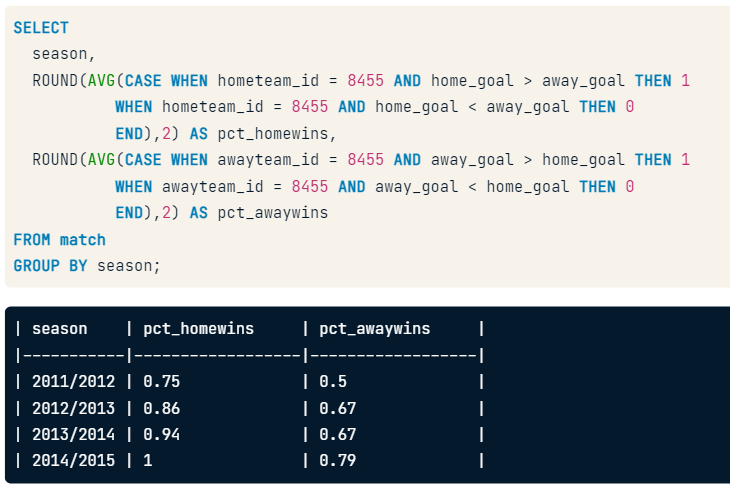 SELECT
season,
ROUND(AVG(CASE WHEN hometeam_id = 8455 AND home_goal > away_goal THEN 1
WHEN hometeam_id = 8455 AND home_goal < away_goal THEN 0
END),2) AS pct_homewins,
ROUND(AVG(CASE WHEN awayteam_id = 8455 AND away_goal > home_goal THEN 1
WHEN awayteam_id = 8455 AND away_goal < home_goal THEN 0
END),2) AS pct_awaywins
FROM match
GROUP BY season;
| season    | pct_homewins     | pct_awaywins     |
|-----------|------------------|------------------|
| 2011/2012 | 0.75             | 0.5              |
| 2012/2013 | 0.86             | 0.67             |
| 2013/2014 | 0.94             | 0.67             |
| 2014/2015 | 1                | 0.79             |